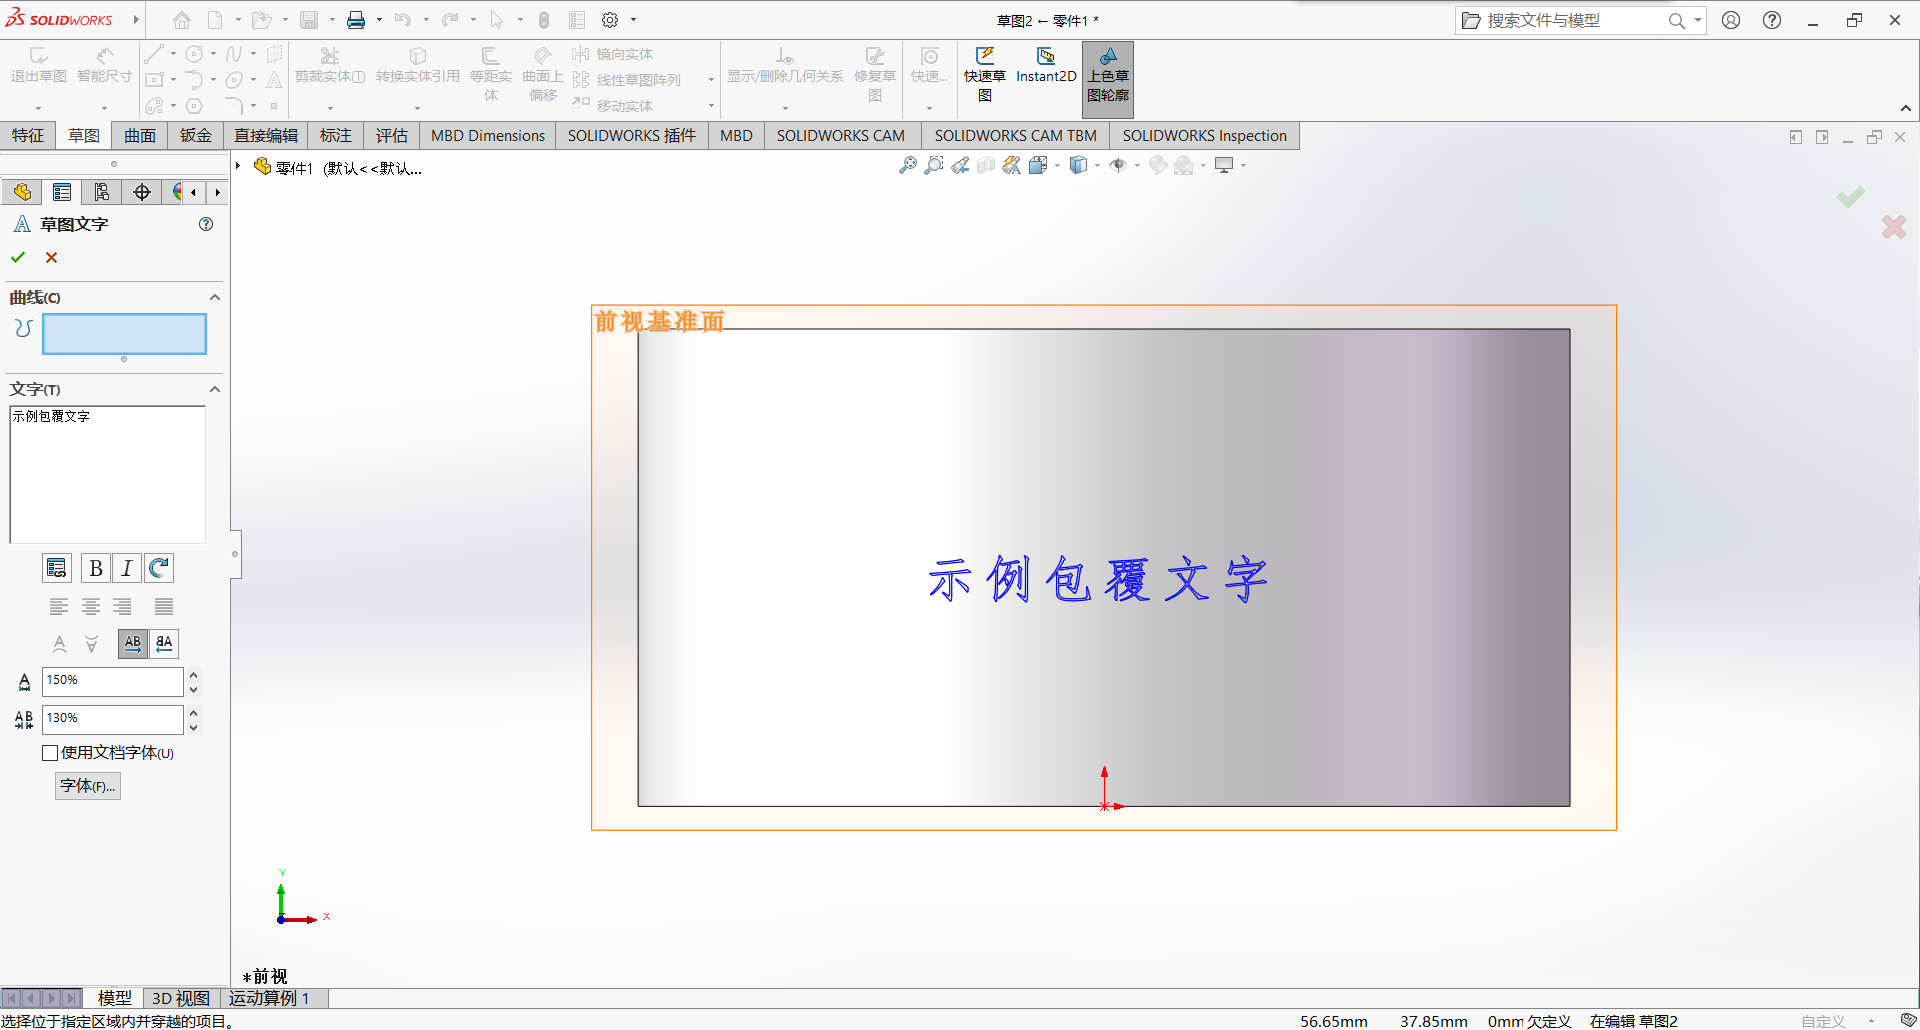 SOLIDWORKS
草图2 ← 零件1 *
搜索文件与模型
退出草图 智能尺寸
剪裁实体(T) 转换实体引用
等距实体
曲面上偏移
镜向实体
线性草图阵列
移动实体
显示/删除几何关系
修复草图
快速...
快速草图
Instant2D
上色草图轮廓
特征 草图 曲面 钣金 直接编辑 标注 评估 MBD Dimensions SOLIDWORKS 插件 MBD SOLIDWORKS CAM SOLIDWORKS CAM TBM SOLIDWORKS Inspection
零件1 (默认<<默认...
草图文字
曲线(C)
文字(T)
示例包覆文字
B I
AB
150%
AB
130%
使用文档字体(U)
字体(F)...
前视基准面
示例包覆文字
Y
X
*前视
模型 3D 视图 运动算例 1
选择位于指定区域内并穿越的项目。
56.65mm 37.85mm 0mm 欠定义 在编辑 草图2 自定义